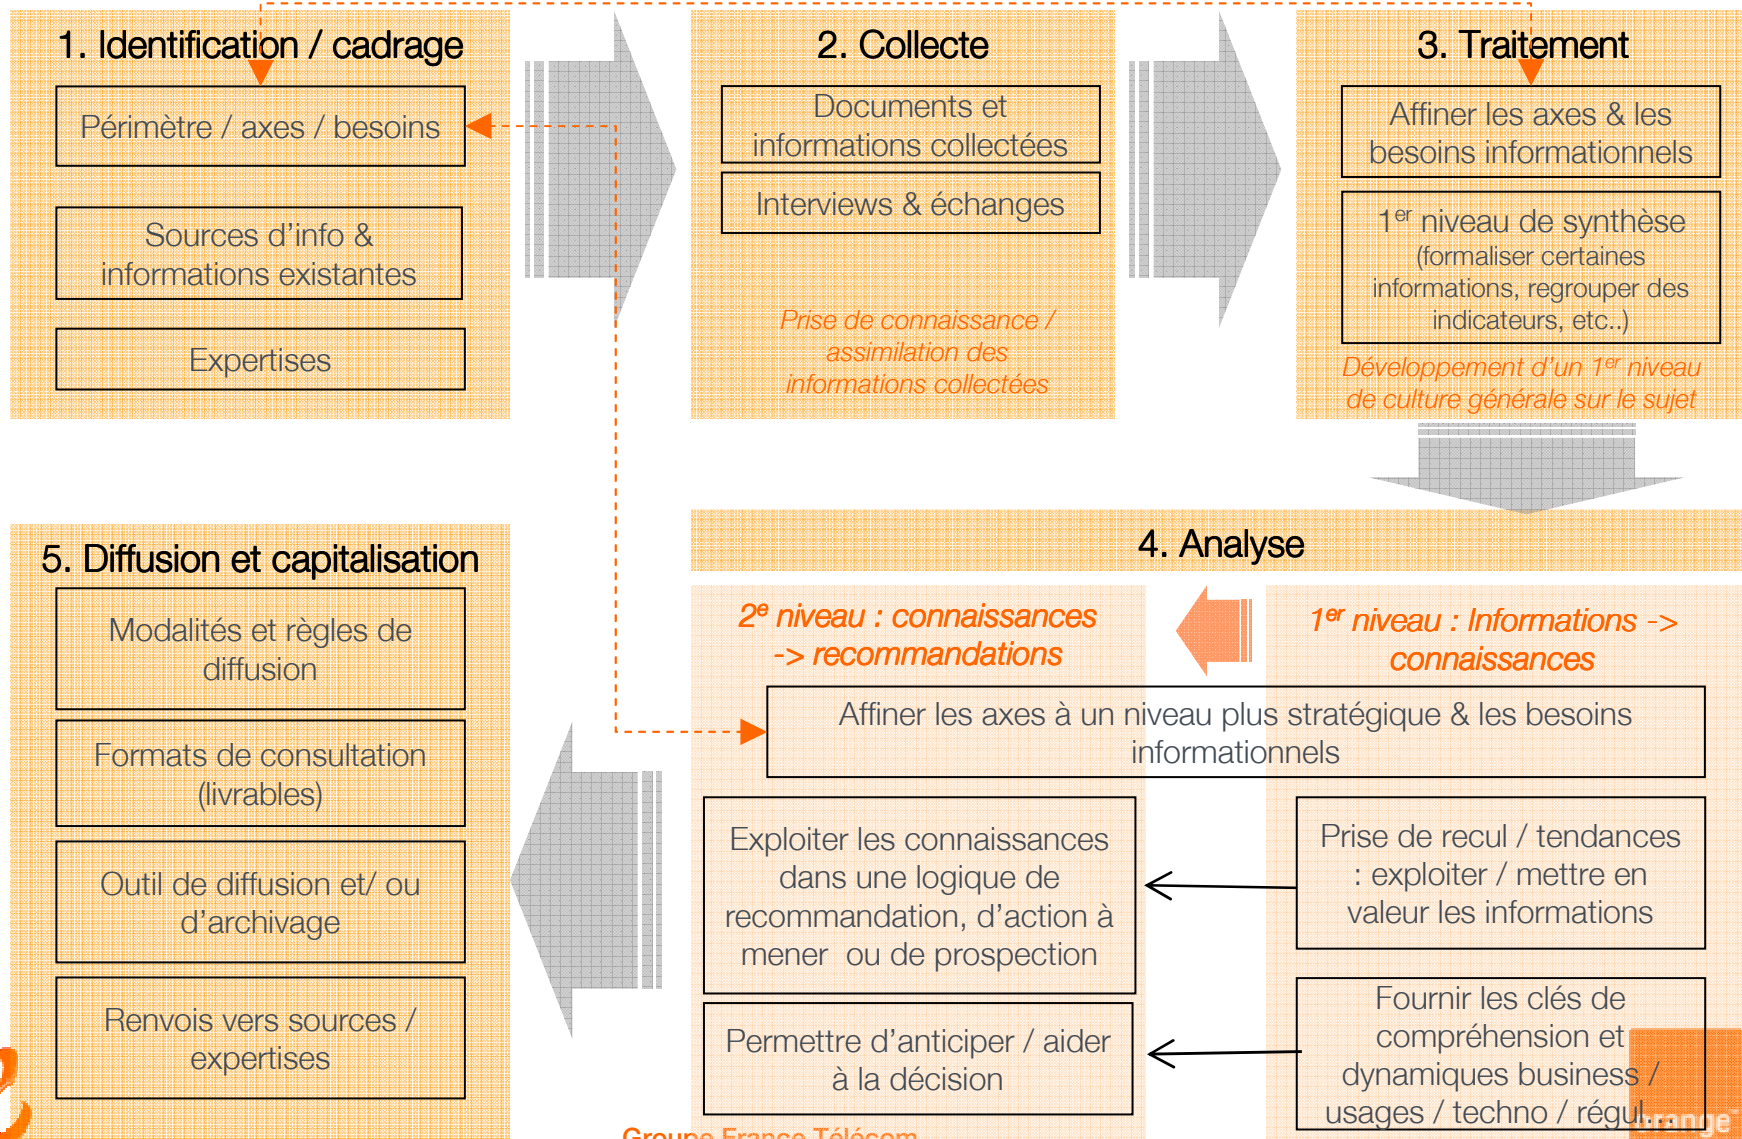 1. Identification / cadrage
Périmètre / axes / besoins
Sources d’info &
informations existantes
Expertises
2. Collecte
Documents et
informations collectées
Interviews & échanges
Prise de connaissance /
assimilation des
informations collectées
3. Traitement
Affiner les axes & les
besoins informationnels
1er niveau de synthèse
(formaliser certaines
informations, regrouper des
indicateurs, etc..)
Développement d’un 1er niveau
de culture générale sur le sujet
4. Analyse
1er niveau : Informations ->
connaissances
2e niveau : connaissances
-> recommandations
Affiner les axes à un niveau plus stratégique & les besoins
informationnels
Prise de recul / tendances
: exploiter / mettre en
valeur les informations
Exploiter les connaissances
dans une logique de
recommandation, d’action à
mener ou de prospection
Fournir les clés de
compréhension et
dynamiques business /
usages / techno / régul...
Permettre d’anticiper / aider
à la décision
5. Diffusion et capitalisation
Modalités et règles de
diffusion
Formats de consultation
(livrables)
Outil de diffusion et/ ou
d’archivage
Renvois vers sources /
expertises
Groupe France Télécom
orange